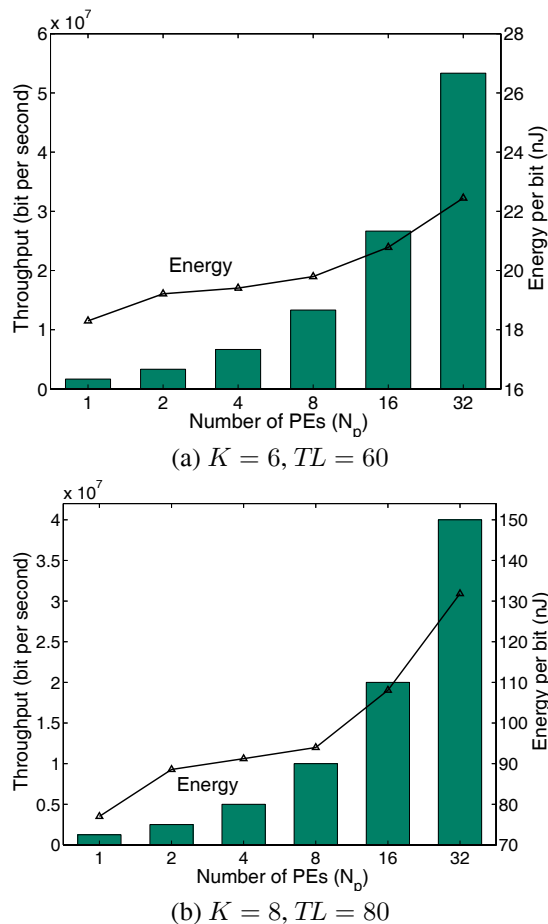 x 10^7
6
5
4
3
2
1
0
Throughput (bit per second)
28
26
24
22
20
18
16
Energy per bit (nJ)
Energy
1 2 4 8 16 32
Number of PEs (N_p)
(a) K = 6, TL = 60
x 10^7
4
3.5
3
2.5
2
1.5
1
0.5
0
Throughput (bit per second)
150
140
130
120
110
100
90
80
70
Energy per bit (nJ)
Energy
1 2 4 8 16 32
Number of PEs (N_p)
(b) K = 8, TL = 80